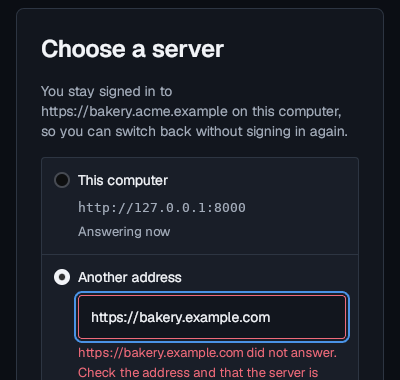 Choose a server
You stay signed in to
https://bakery.acme.example on this computer,
so you can switch back without signing in again.
This computer
http://127.0.0.1:8000
Answering now
Another address
https://bakery.example.com
https://bakery.example.com did not answer.
Check the address and that the server is